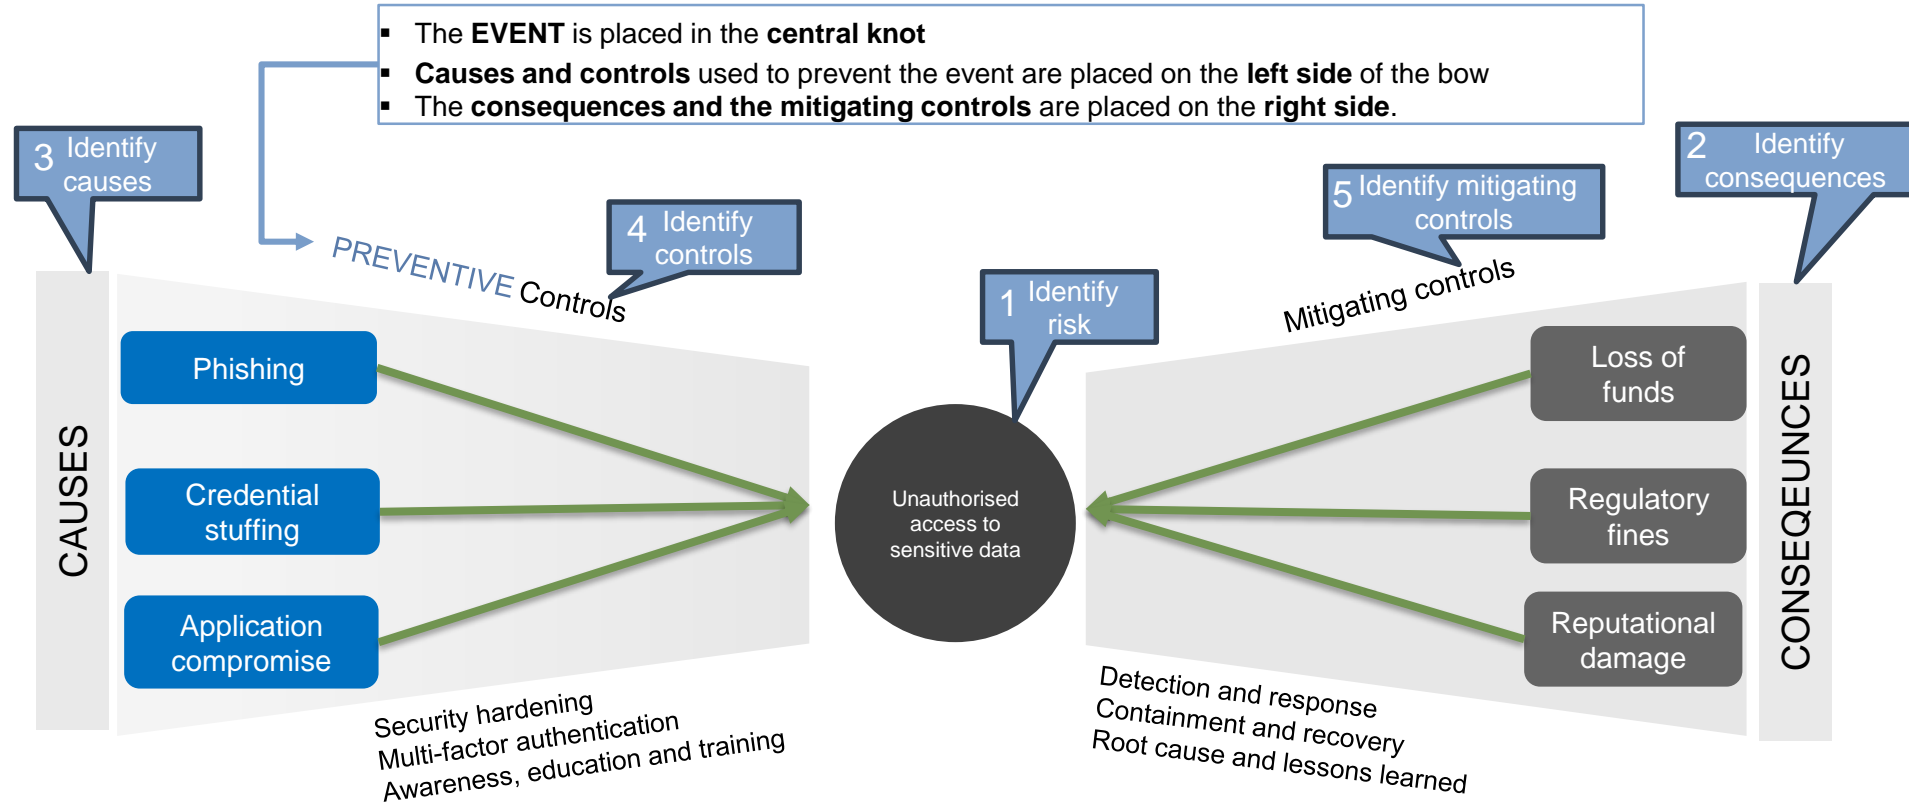 ▪ The EVENT is placed in the central knot
▪ Causes and controls used to prevent the event are placed on the left side of the bow
▪ The consequences and the mitigating controls are placed on the right side.
3 Identify
causes
4 Identify
controls
1 Identify
risk
5 Identify mitigating
controls
2 Identify
consequences
PREVENTIVE Controls
Mitigating controls
CAUSES
Phishing
Credential
stuffing
Application
compromise
Unauthorised
access to
sensitive data
Loss of
funds
Regulatory
fines
Reputational
damage
CONSEQEUNCES
Security hardening
Multi-factor authentication
Awareness, education and training
Detection and response
Containment and recovery
Root cause and lessons learned